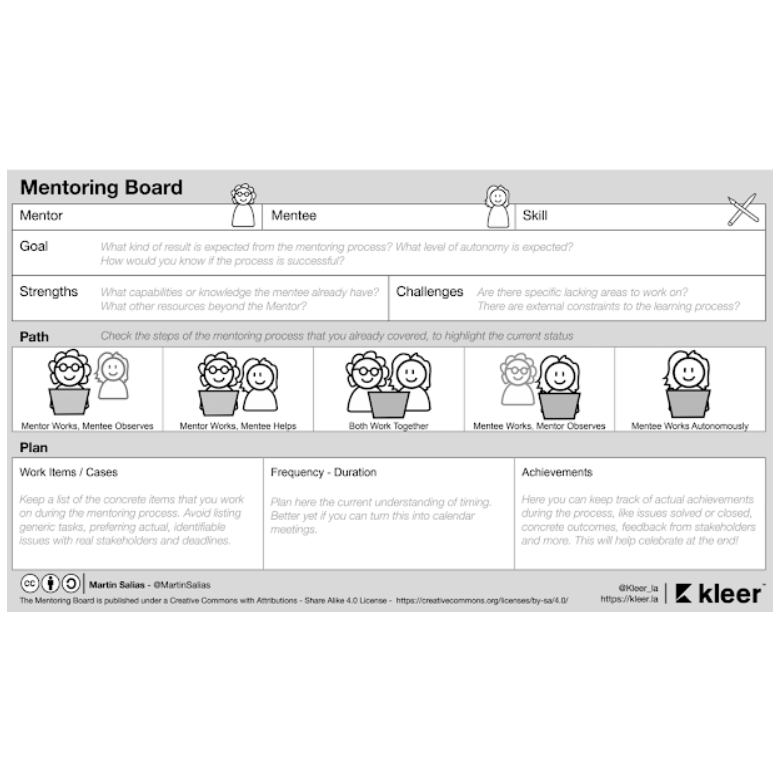 Mentoring Board
Mentor
Mentee
Skill
Goal
What kind of result is expected from the mentoring process? What level of autonomy is expected?
How would you know if the process is successful?
Strengths
What capabilities or knowledge the mentee already have?
What other resources beyond the Mentor?
Challenges
Are there specific lacking areas to work on?
There are external constraints to the learning process?
Path
Check the steps of the mentoring process that you already covered, to highlight the current status
Mentor Works, Mentee Observes
Mentor Works, Mentee Helps
Both Work Together
Mentee Works, Mentor Observes
Mentee Works Autonomously
Plan
Work Items / Cases
Keep a list of the concrete items that you work
on during the mentoring process. Avoid listing
generic tasks, preferring actual, identifiable
issues with real stakeholders and deadlines.
Frequency - Duration
Plan here the current understanding of timing.
Better yet if you can turn this into calendar
meetings.
Achievements
Here you can keep track of actual achievements
during the process, like issues solved or closed,
concrete outcomes, feedback from stakeholders
and more. This will help celebrate at the end!
cc
Martin Salias - @MartinSalias
The Mentoring Board is published under a Creative Commons with Attributions - Share Alike 4.0 License - https://creativecommons.org/licenses/by-sa/4.0/
@Kleer_la
https://kleer.la
kleer